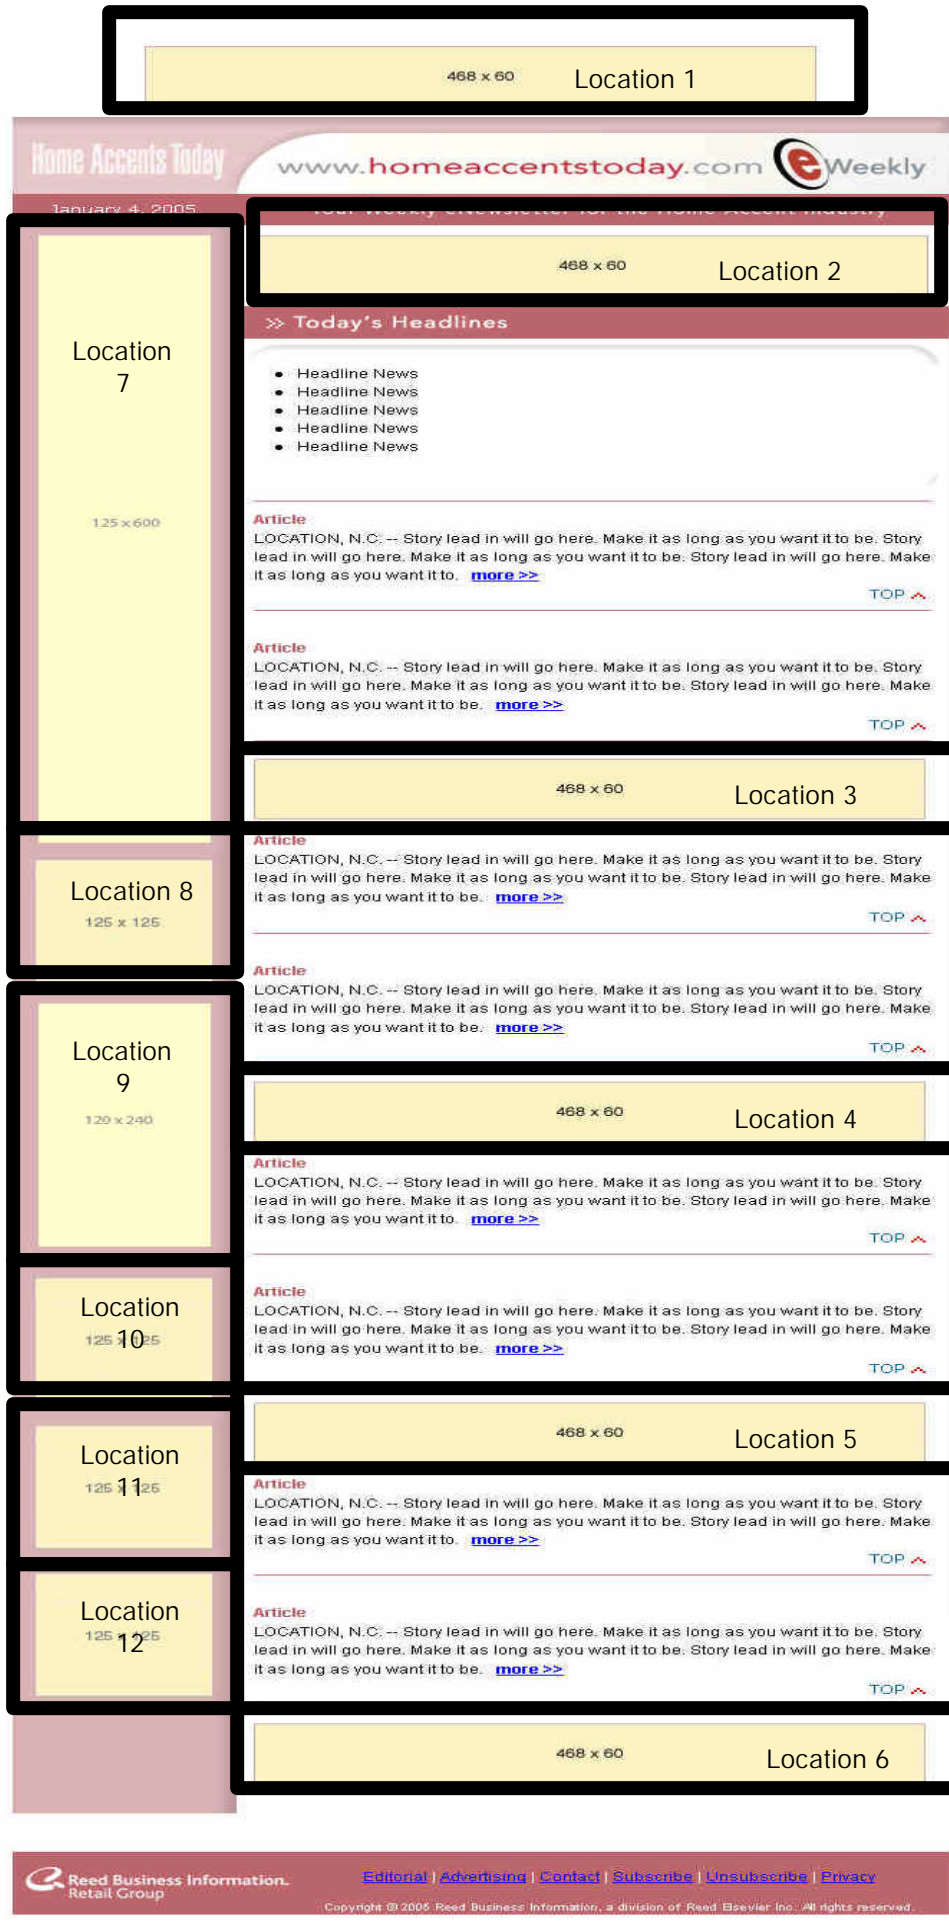 468 x 60 Location 1
Home Accents Today
www.homeaccentstoday.com eWeekly
January 4, 2005
Your Weekly eNewsletter for the Home Accent Industry
468 x 60 Location 2
>> Today's Headlines
Location
7
125 x 600
• Headline News
• Headline News
• Headline News
• Headline News
• Headline News
Article
LOCATION, N.C. -- Story lead in will go here. Make it as long as you want it to be. Story
lead in will go here. Make it as long as you want it to be. Story lead in will go here. Make
it as long as you want it to. more >>
TOP
Article
LOCATION, N.C. -- Story lead in will go here. Make it as long as you want it to be. Story
lead in will go here. Make it as long as you want it to be. Story lead in will go here. Make
it as long as you want it to be. more >>
TOP
468 x 60 Location 3
Location 8
125 x 125
Article
LOCATION, N.C. -- Story lead in will go here. Make it as long as you want it to be. Story
lead in will go here. Make it as long as you want it to be. Story lead in will go here. Make
it as long as you want it to be. more >>
TOP
Article
LOCATION, N.C. -- Story lead in will go here. Make it as long as you want it to be. Story
lead in will go here. Make it as long as you want it to be. Story lead in will go here. Make
it as long as you want it to be. more >>
TOP
Location
9
120 x 240
468 x 60 Location 4
Article
LOCATION, N.C. -- Story lead in will go here. Make it as long as you want it to be. Story
lead in will go here. Make it as long as you want it to be. Story lead in will go here. Make
it as long as you want it to. more >>
TOP
Location
10
125 x 125
Article
LOCATION, N.C. -- Story lead in will go here. Make it as long as you want it to be. Story
lead in will go here. Make it as long as you want it to be. Story lead in will go here. Make
it as long as you want it to be. more >>
TOP
468 x 60 Location 5
Location
11
125 x 125
Article
LOCATION, N.C. -- Story lead in will go here. Make it as long as you want it to be. Story
lead in will go here. Make it as long as you want it to be. Story lead in will go here. Make
it as long as you want it to. more >>
TOP
Location
12
125 x 125
Article
LOCATION, N.C. -- Story lead in will go here. Make it as long as you want it to be. Story
lead in will go here. Make it as long as you want it to be. Story lead in will go here. Make
it as long as you want it to be. more >>
TOP
468 x 60 Location 6
Reed Business Information.
Retail Group
Editorial | Advertising | Contact | Subscribe | Unsubscribe | Privacy
Copyright © 2005 Reed Business Information, a division of Reed Elsevier Inc. All rights reserved.